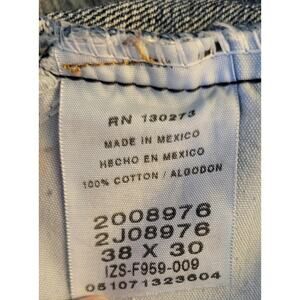 RN 130273
MADE IN MEXICO
HECHO EN MEXICO
100% COTTON / ALGODON
2008976
2J08976
38 X 30
IZS-F959-009
051071323604